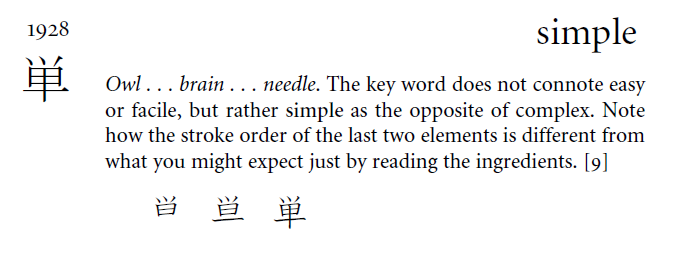 1928
simple
単
Owl . . . brain . . . needle. The key word does not connote easy
or facile, but rather simple as the opposite of complex. Note
how the stroke order of the last two elements is different from
what you might expect just by reading the ingredients. [9]
単